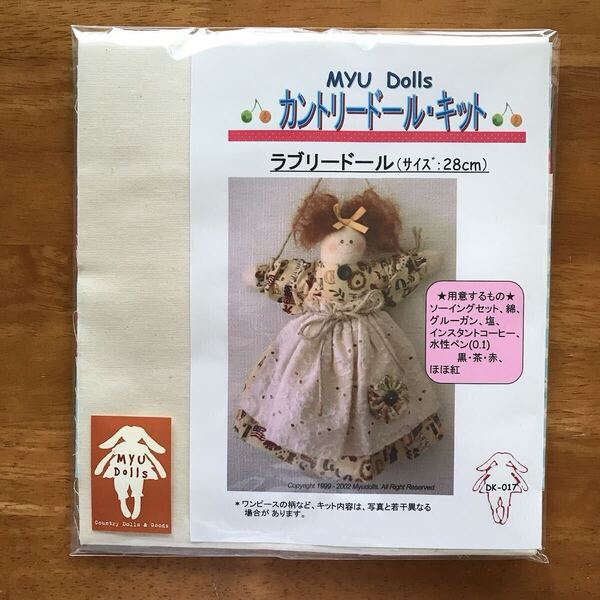 MYU Dolls
カントリードール・キット
ラブリードール(サイズ:28cm)
★用意するもの★
ソーイングセット、綿、
グルーガン、塩、
インスタントコーヒー、
水性ペン(0.1)
黒・茶・赤、
ほほ紅
Copyright 1999 - 2002 Myudolls. All Right Reserved.
*ワンピースの柄など、キット内容は、写真と若干異なる
場合が あります。
DK-017
MYU
Dolls
Country Dolls & Goods